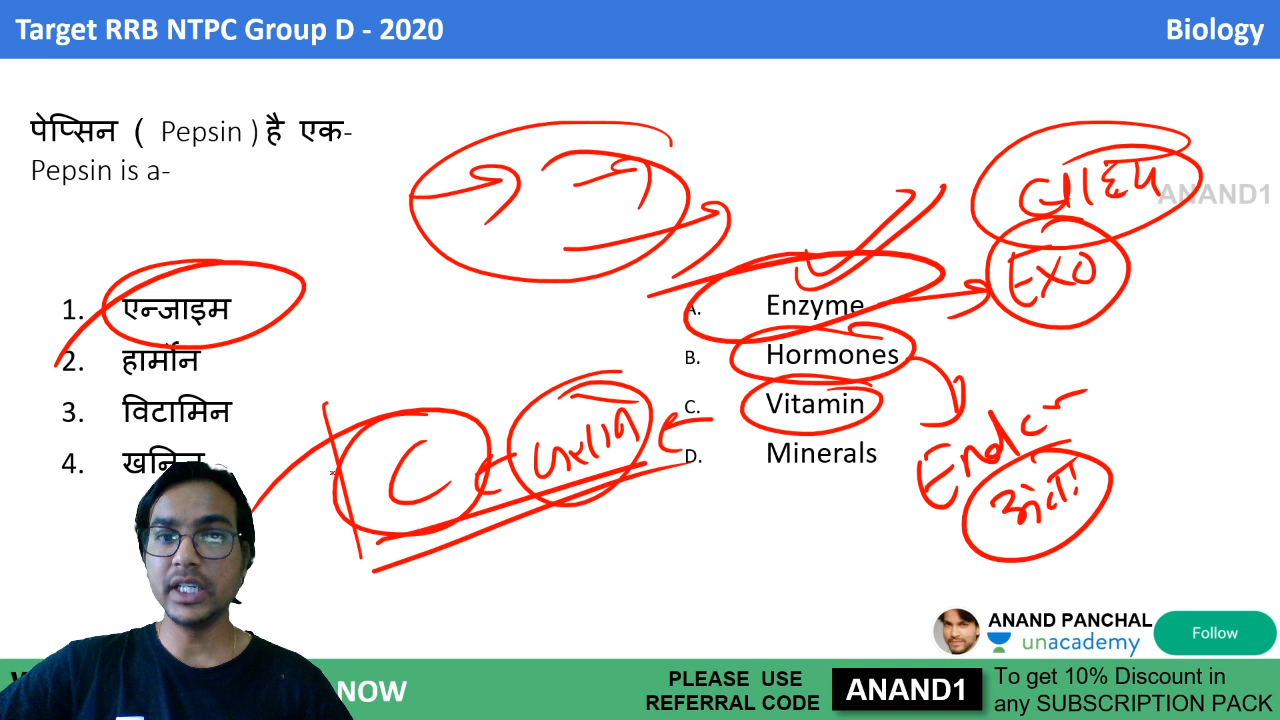 Target RRB NTPC Group D - 2020
Biology
पेप्सिन ( Pepsin ) है एक-
Pepsin is a-
बाह्य
ANAND1
EXO
1. एन्जाइम
2. हार्मोन
3. विटामिन
4. खनिज
A. Enzyme
B. Hormones
C. Vitamin
D. Minerals
C
Endo
अंतः
ANAND PANCHAL
unacademy
Follow
NOW
PLEASE USE
REFERRAL CODE
ANAND1
To get 10% Discount in
any SUBSCRIPTION PACK